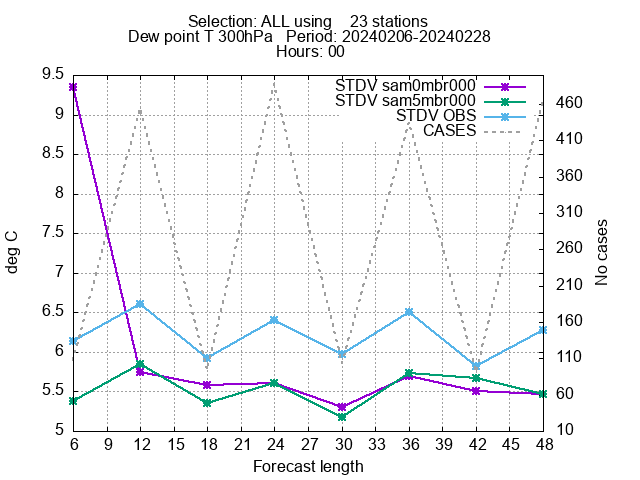 Selection: ALL using 23 stations
Dew point T 300hPa Period: 20240206-20240228
Hours: 00
STDV sam0mbr000
STDV sam5mbr000
STDV OBS
CASES
9.5
9
8.5
8
7.5
7
6.5
6
5.5
5
deg C
460
410
360
310
260
210
160
110
60
10
No cases
6 9 12 15 18 21 24 27 30 33 36 39 42 45 48
Forecast length